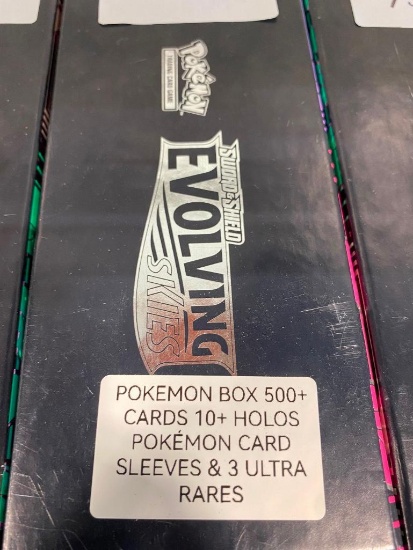 Pokémon
TRADING CARD GAME
SWORD & SHIELD
EVOLVING
SKIES
POKEMON BOX 500+
CARDS 10+ HOLOS
POKÉMON CARD
SLEEVES & 3 ULTRA
RARES